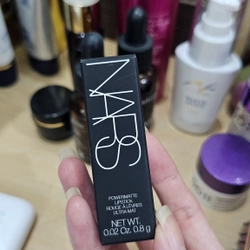 NARS
POWERMATTE
LIPSTICK
ROUGE À LÈVRES
ULTRA MAT
NET WT.
0.02 Oz. 0.8 g